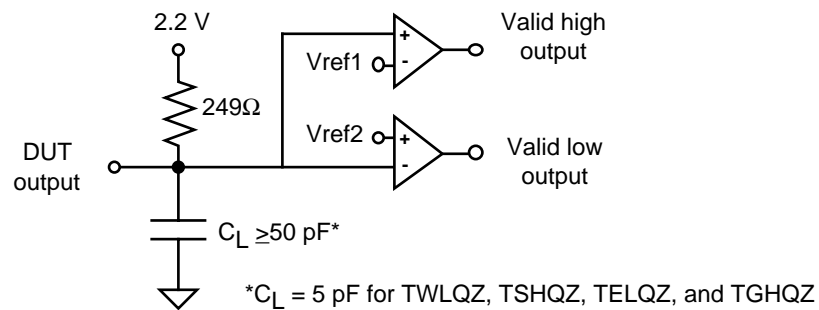 2.2 V
Valid high
output
+
-
Vref1
249Ω
Vref2
+
-
DUT
output
Valid low
output
CL ≥50 pF*
*CL = 5 pF for TWLQZ, TSHQZ, TELQZ, and TGHQZ